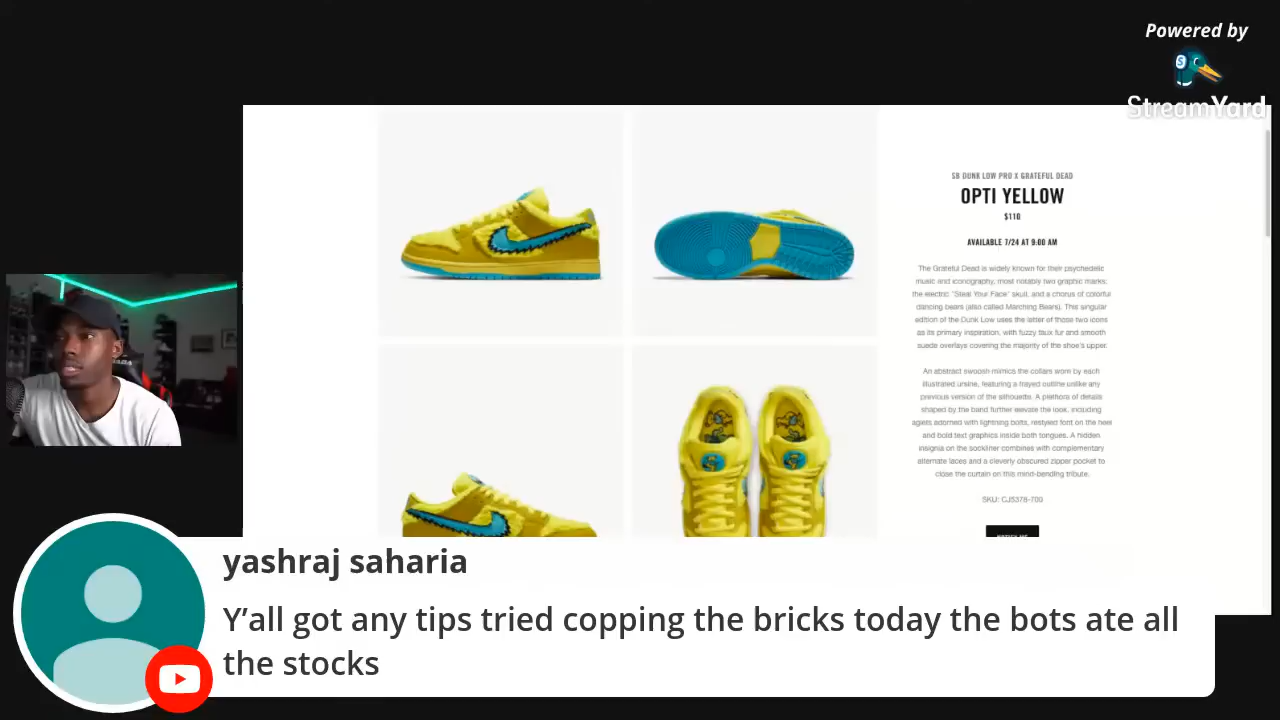 Powered by
StreamYard
SB DUNK LOW PRO X GRATEFUL DEAD
OPTI YELLOW
$110
AVAILABLE 7/24 AT 9:00 AM
The Grateful Dead is widely known for their psychedelic
music and iconography, most notably two graphic marks:
the electric "Steal Your Face" skull, and a chorus of colorful
dancing bears (also called Marching Bears). This singular
edition of the Dunk Low uses the latter of those two icons
as its primary inspiration, with fuzzy faux fur and smooth
suede overlays covering the majority of the shoe's upper.
An abstract swoosh mimics the collars worn by each
illustrated ursine, featuring a frayed outline unlike any
previous version of the silhouette. A plethora of details
shaped by the band further elevate the look, including
aglets adorned with lightning bolts, restyled font on the heel
and bold text graphics inside both tongues. A hidden
insignia on the sockliner combines with complementary
alternate laces and a cleverly obscured zipper pocket to
close the curtain on this mind-bending tribute.
SKU: CJ5378-700
yashraj saharia
Y'all got any tips tried copping the bricks today the bots ate all
the stocks